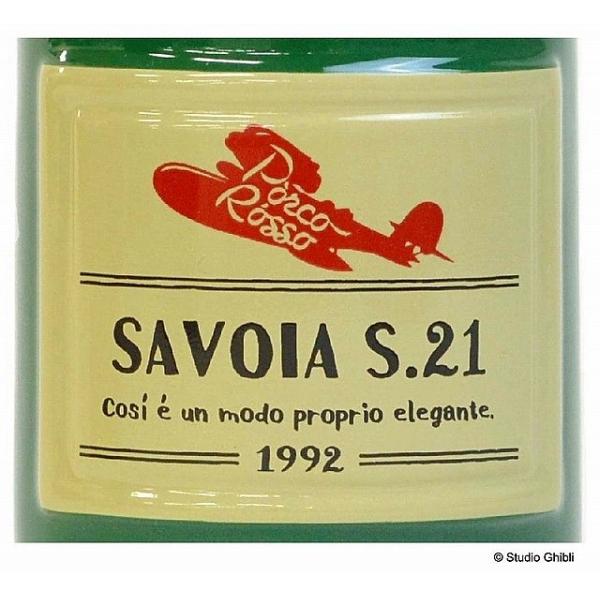 Porco
Rosso
SAVOIA S.21
Cosí é un modo proprio elegante.
1992
© Studio Ghibli